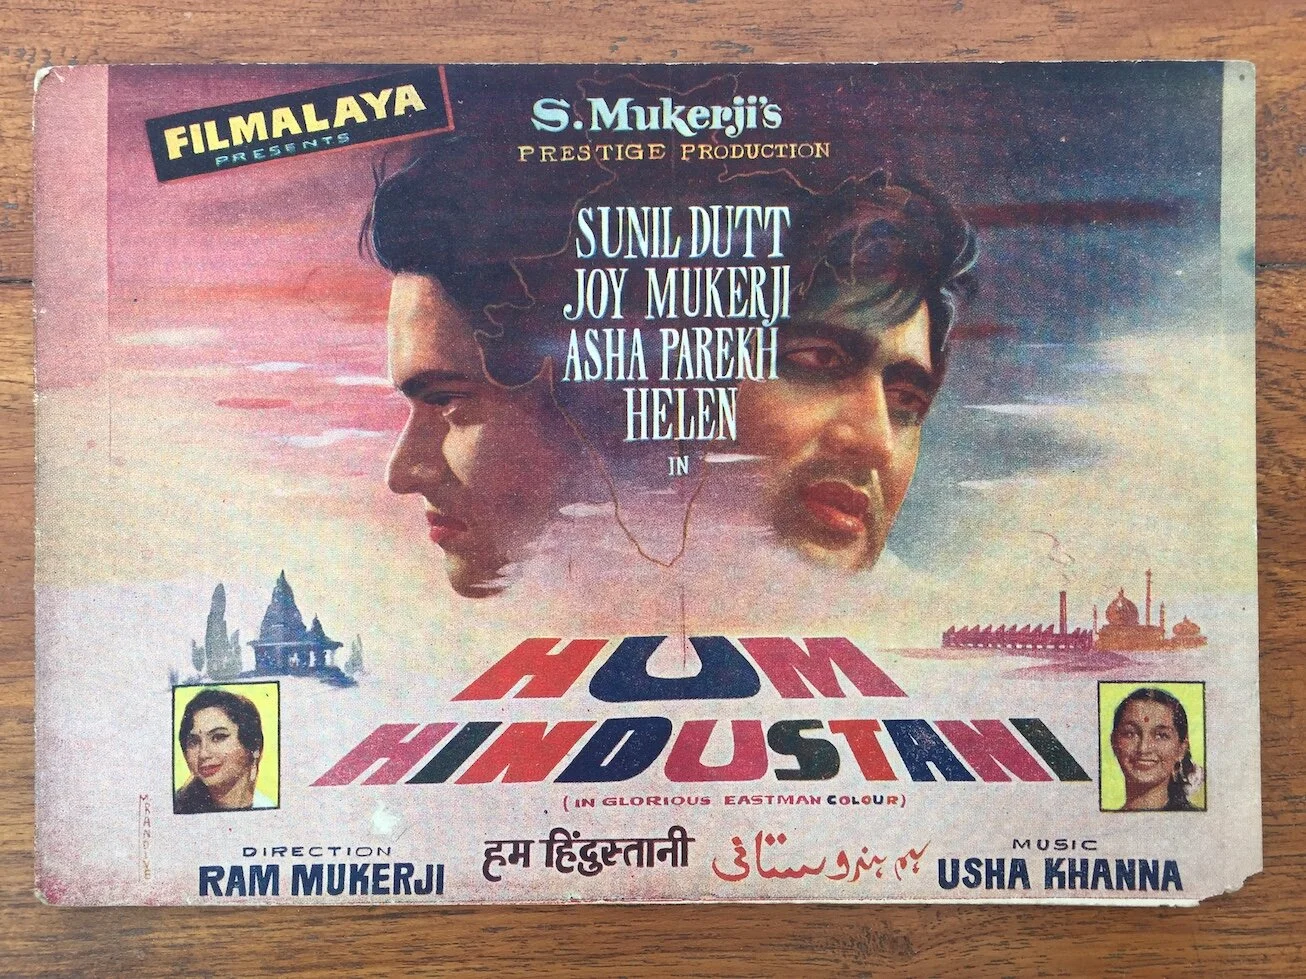 FILMALAYA
PRESENTS
S. Mukerji's
PRESTIGE PRODUCTION
SUNIL DUTT
JOY MUKERJI
ASHA PAREKH
HELEN
IN
HUM
HINDUSTANI
(IN GLORIOUS EASTMAN COLOUR)
DIRECTION
RAM MUKERJI
हम हिंदुस्तानी
ہم ہندوستانی
MUSIC
USHA KHANNA